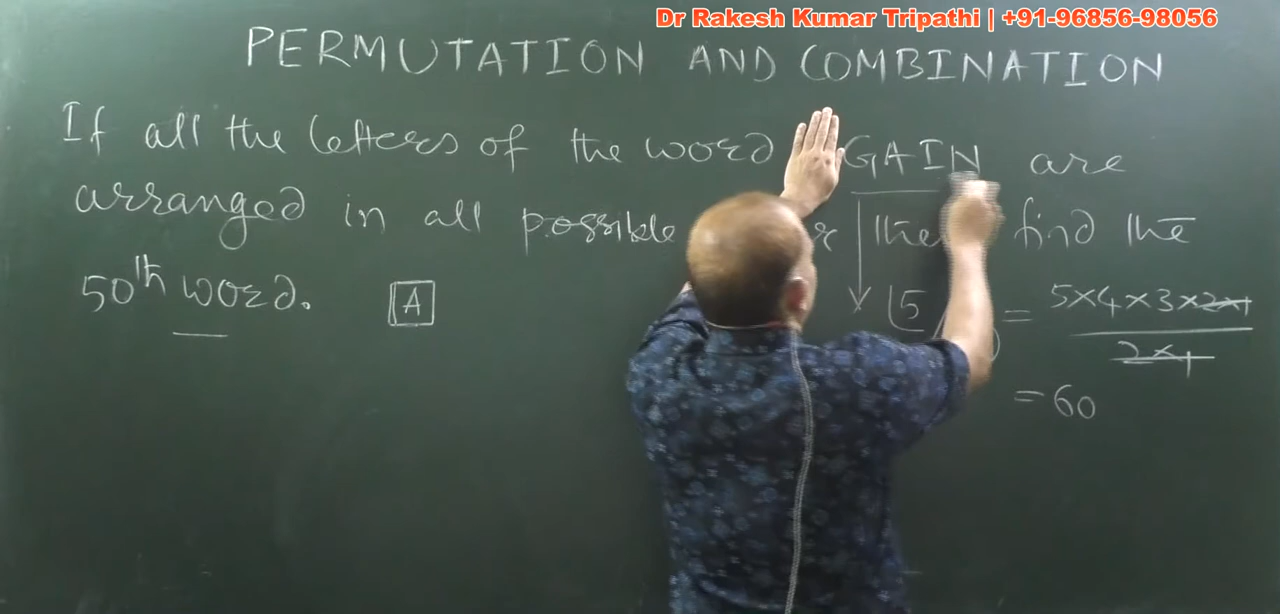 Dr Rakesh Kumar Tripathi | +91-96856-98056
PERMUTATION AND COMBINATION
If all the letters of the word GAIN are
arranged in all possible find the
50th word. A
5 = 5×4×3×2×1
2×1
= 60